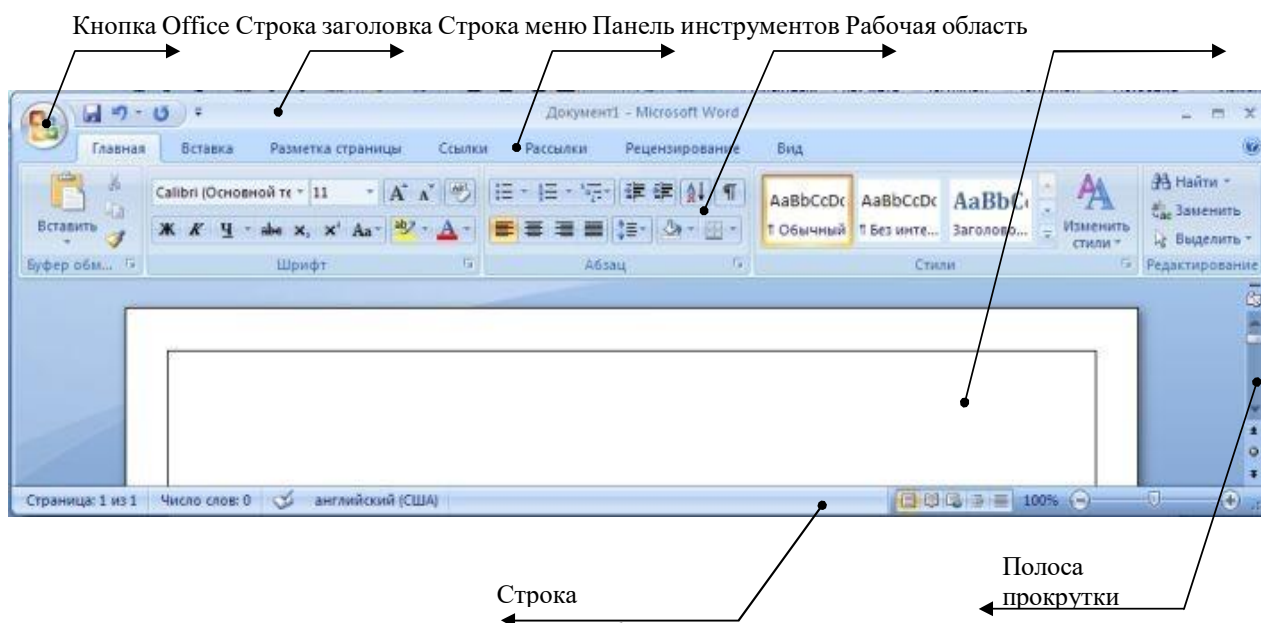 Кнопка Office Строка заголовка Строка меню Панель инструментов Рабочая область
Документ1 - Microsoft Word
Главная Вставка Разметка страницы Ссылки Рассылки Рецензирование Вид
Calibri (Основной те 11
AaBbCcDc AaBbCcDc AaBbC
Найти
Заменить
Выделить
Вставить
Ж К Ч abe x, x' Aa
¶ Обычный ¶ Без инте... Заголово...
Изменить
стили
Буфер обм... Шрифт Абзац Стили Редактирование
Страница: 1 из 1 Число слов: 0 английский (США) 100%
Строка
Полоса
прокрутки